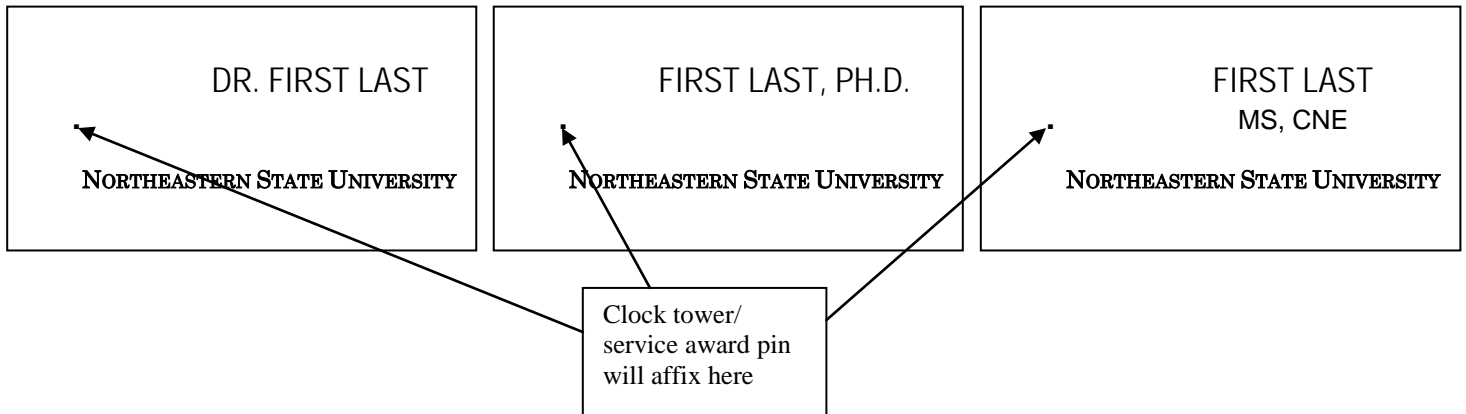 DR. FIRST LAST
NORTHEASTERN STATE UNIVERSITY
FIRST LAST, PH.D.
NORTHEASTERN STATE UNIVERSITY
FIRST LAST
MS, CNE
NORTHEASTERN STATE UNIVERSITY
Clock tower/
service award pin
will affix here